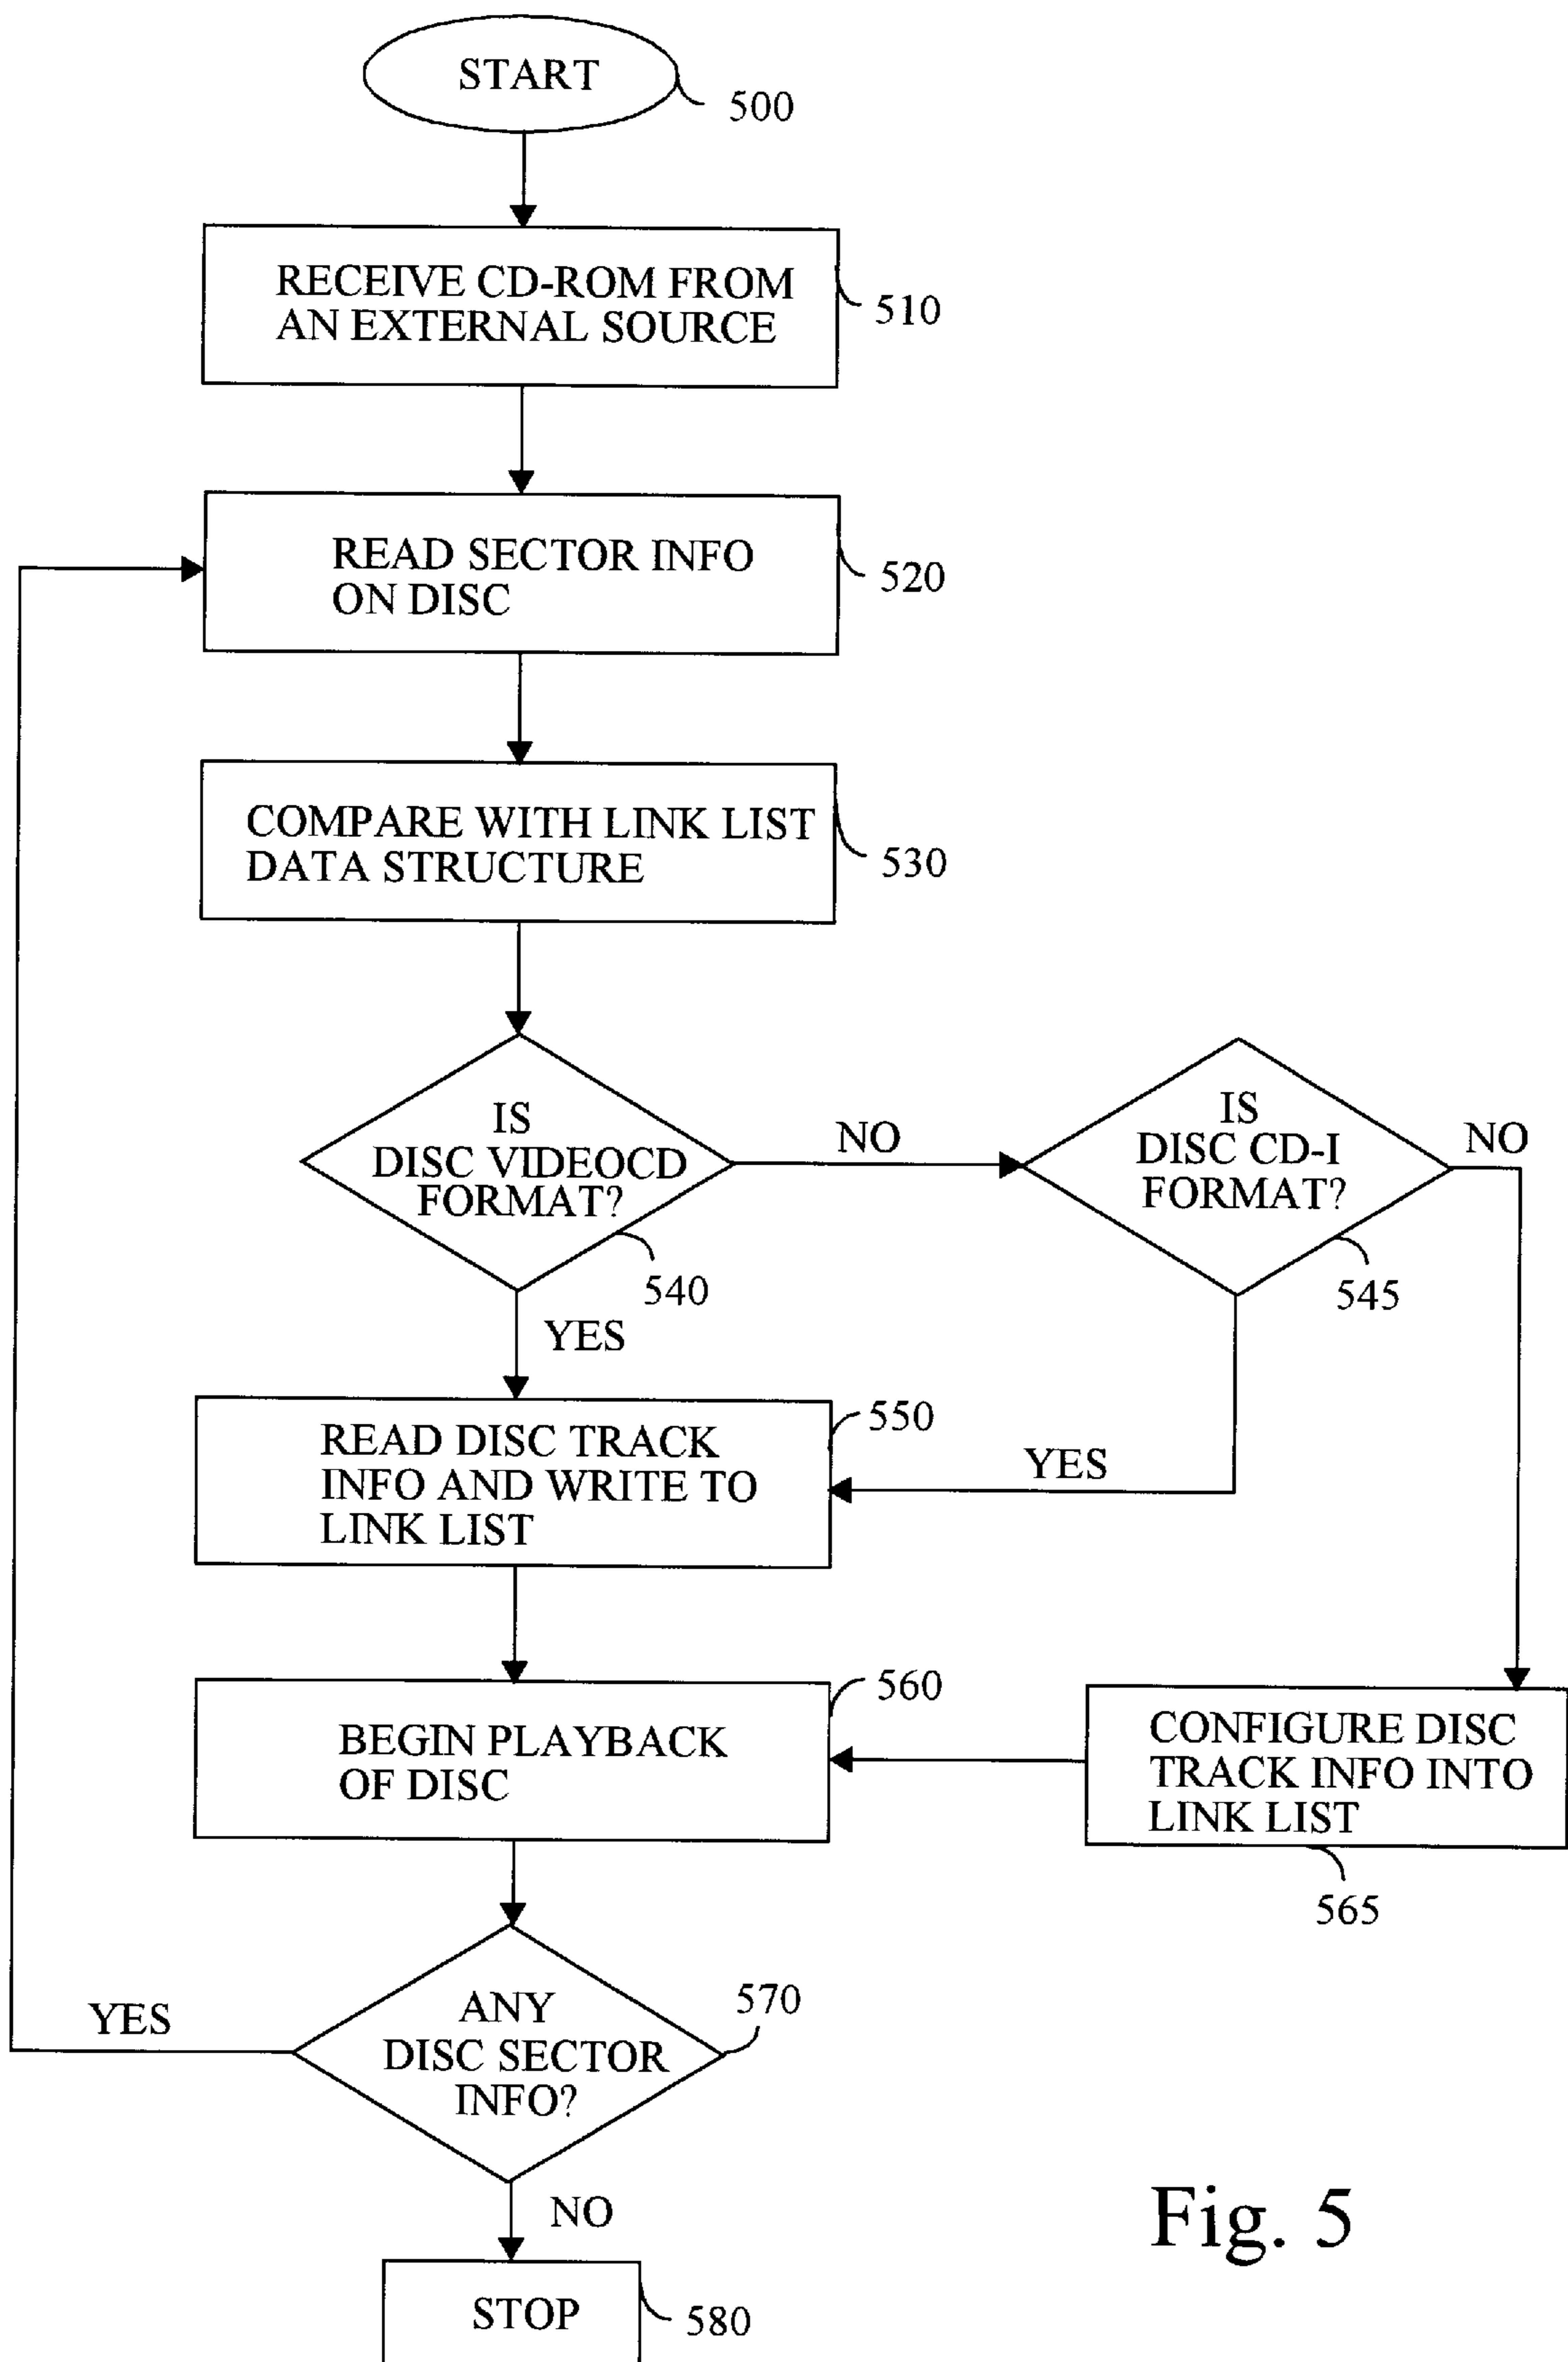 START
500
RECEIVE CD-ROM FROM
AN EXTERNAL SOURCE
510
READ SECTOR INFO
ON DISC
520
COMPARE WITH LINK LIST
DATA STRUCTURE
530
IS
DISC VIDEOCD
FORMAT?
540
NO
IS
DISC CD-I
FORMAT?
545
NO
YES
READ DISC TRACK
INFO AND WRITE TO
LINK LIST
550
YES
BEGIN PLAYBACK
OF DISC
560
CONFIGURE DISC
TRACK INFO INTO
LINK LIST
565
ANY
DISC SECTOR
INFO?
570
YES
NO
STOP
580
Fig. 5